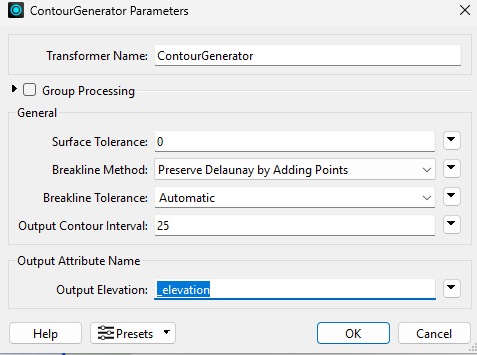 ContourGenerator Parameters
Transformer Name: ContourGenerator
Group Processing
General
Surface Tolerance: 0
Breakline Method: Preserve Delaunay by Adding Points
Breakline Tolerance: Automatic
Output Contour Interval: 25
Output Attribute Name
Output Elevation: _elevation
Help Presets OK Cancel